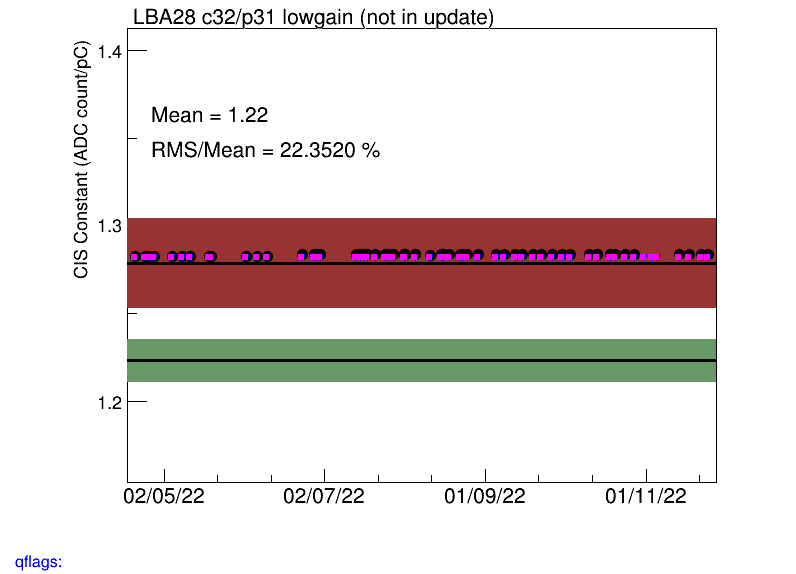 LBA28 c32/p31 lowgain (not in update)
CIS Constant (ADC count/pC)
1.4
Mean = 1.22
RMS/Mean = 22.3520 %
1.3
1.2
02/05/22 02/07/22 01/09/22 01/11/22
qflags: